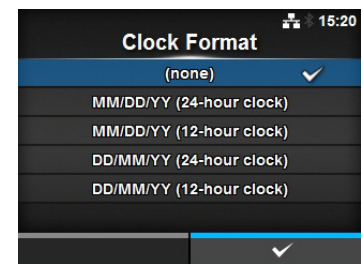 15:20
Clock Format
(none)
MM/DD/YY (24-hour clock)
MM/DD/YY (12-hour clock)
DD/MM/YY (24-hour clock)
DD/MM/YY (12-hour clock)